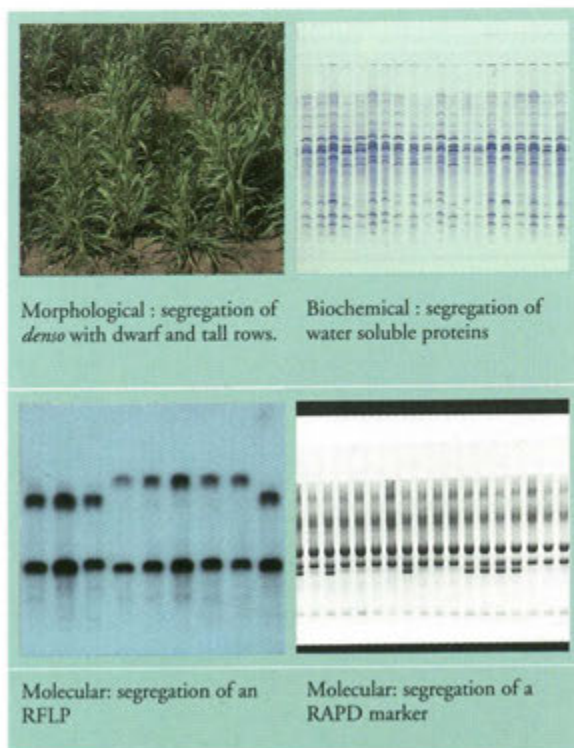 Morphological : segregation of
denso with dwarf and tall rows.
Biochemical : segregation of
water soluble proteins
Molecular: segregation of an
RFLP
Molecular: segregation of a
RAPD marker